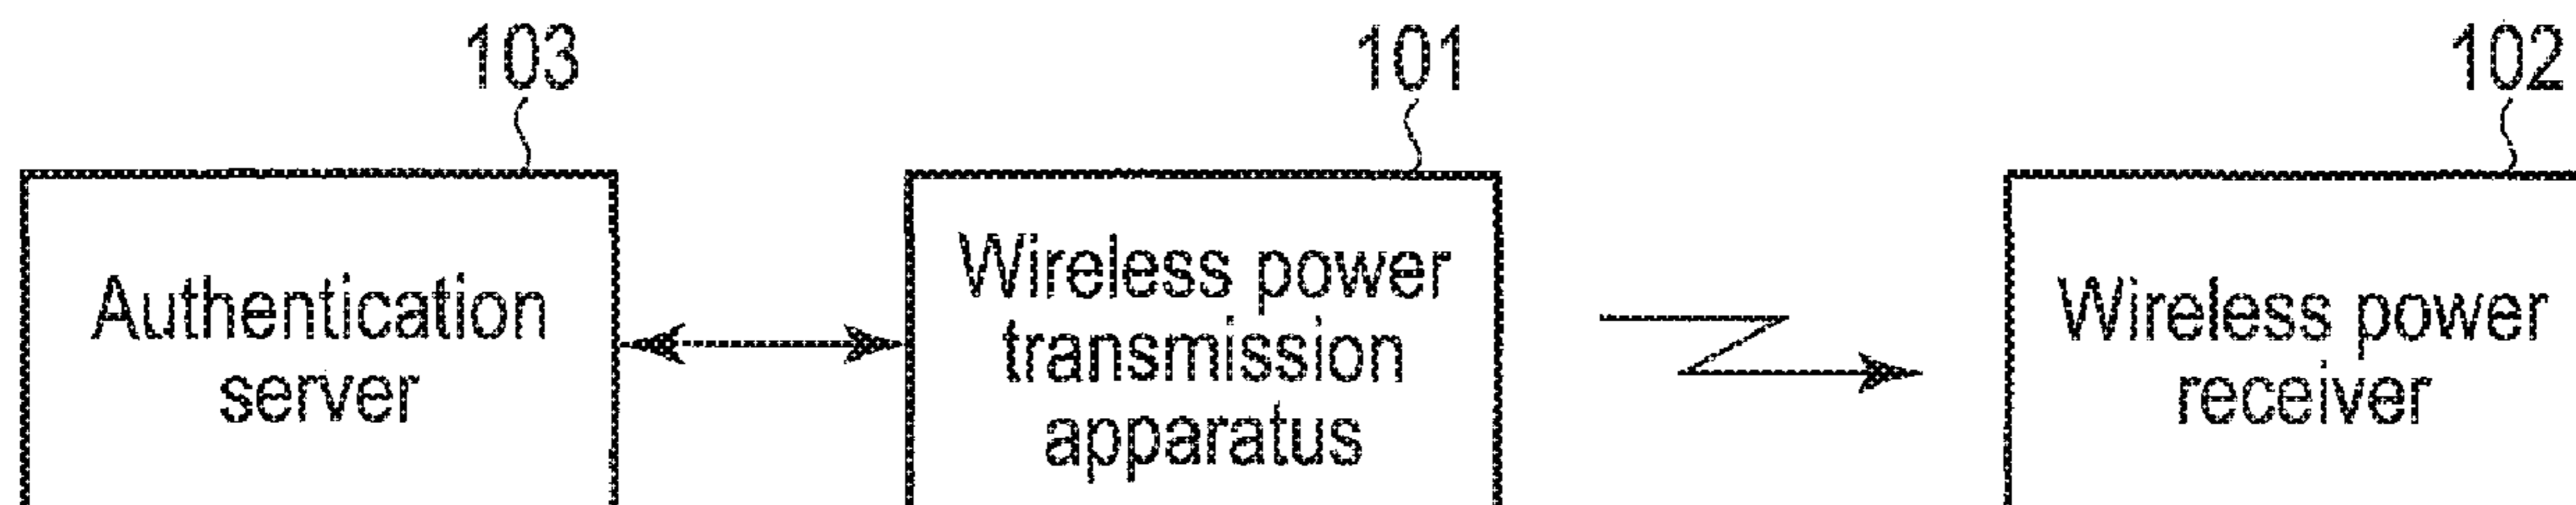 103
101
102
Authentication
server
Wireless power
transmission
apparatus
Wireless power
receiver